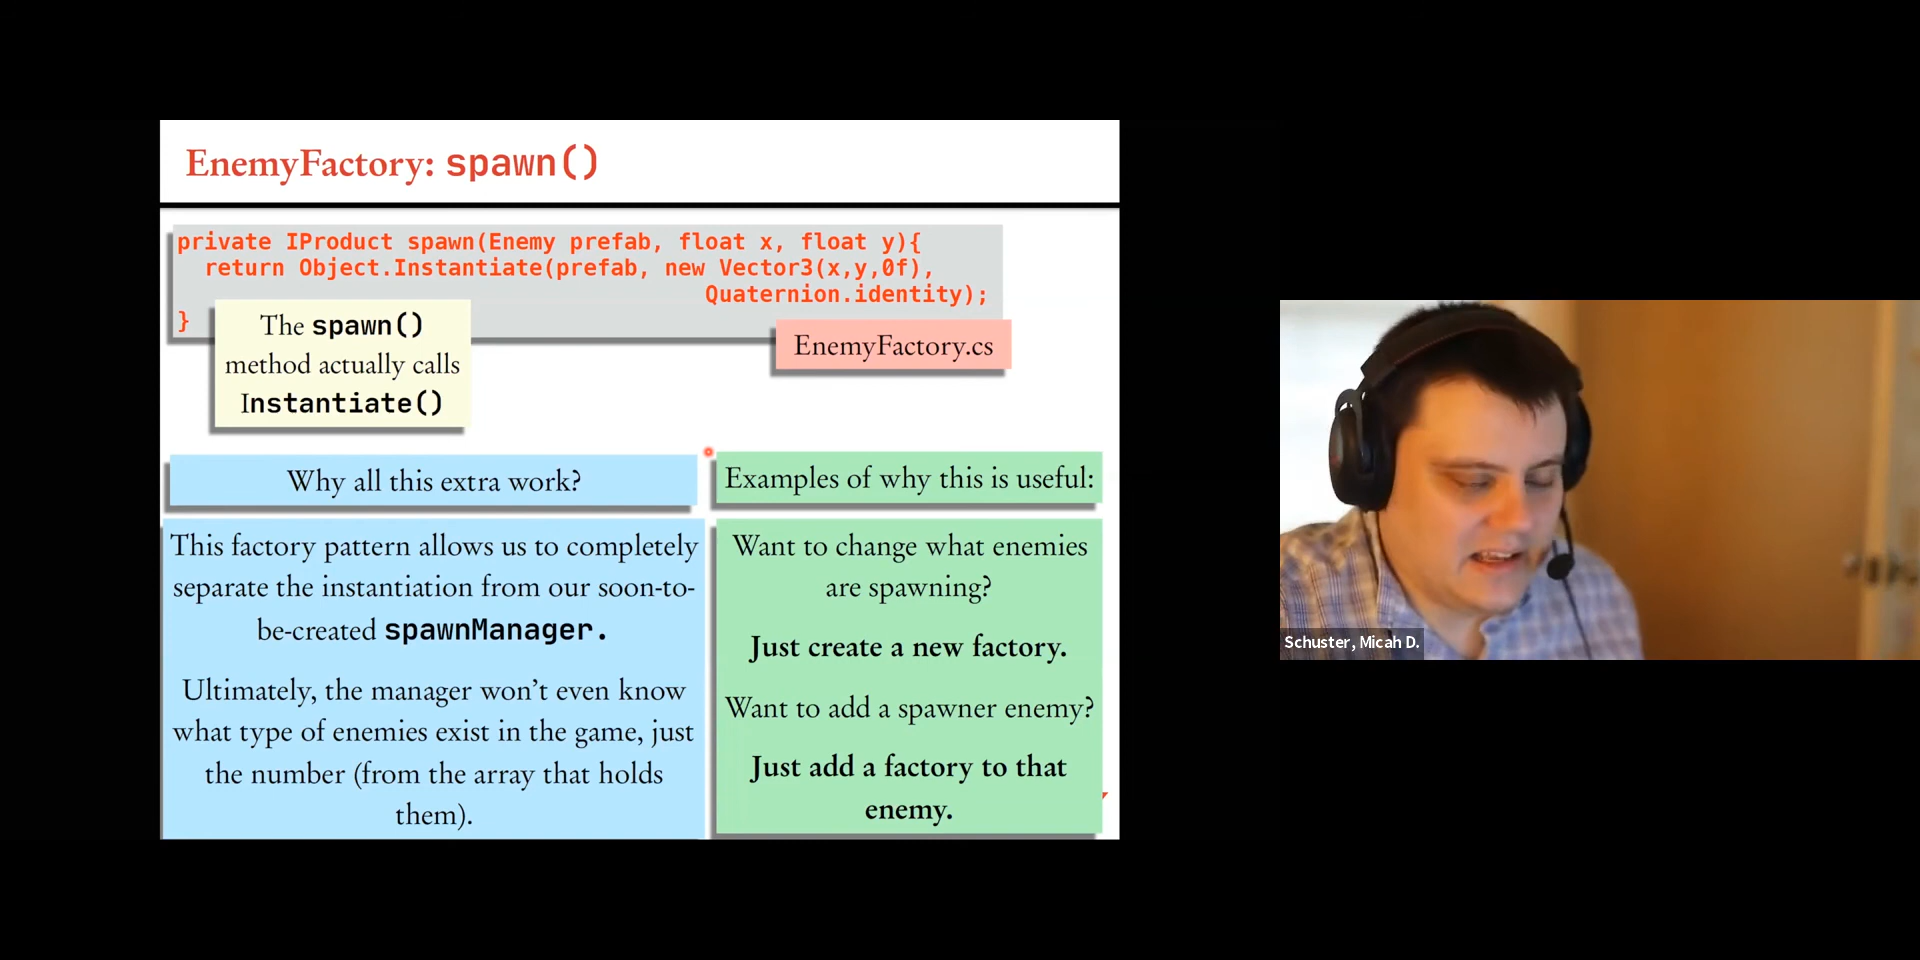 EnemyFactory: spawn()
private IProduct spawn(Enemy prefab, float x, float y){
return Object.Instantiate(prefab, new Vector3(x,y,0f),
Quaternion.identity);
}
The spawn()
method actually calls
Instantiate()
EnemyFactory.cs
Why all this extra work?
This factory pattern allows us to completely
separate the instantiation from our soon-to-
be-created spawnManager.
Ultimately, the manager won't even know
what type of enemies exist in the game, just
the number (from the array that holds
them).
Examples of why this is useful:
Want to change what enemies
are spawning?
Just create a new factory.
Want to add a spawner enemy?
Just add a factory to that
enemy.
Schuster, Micah D.